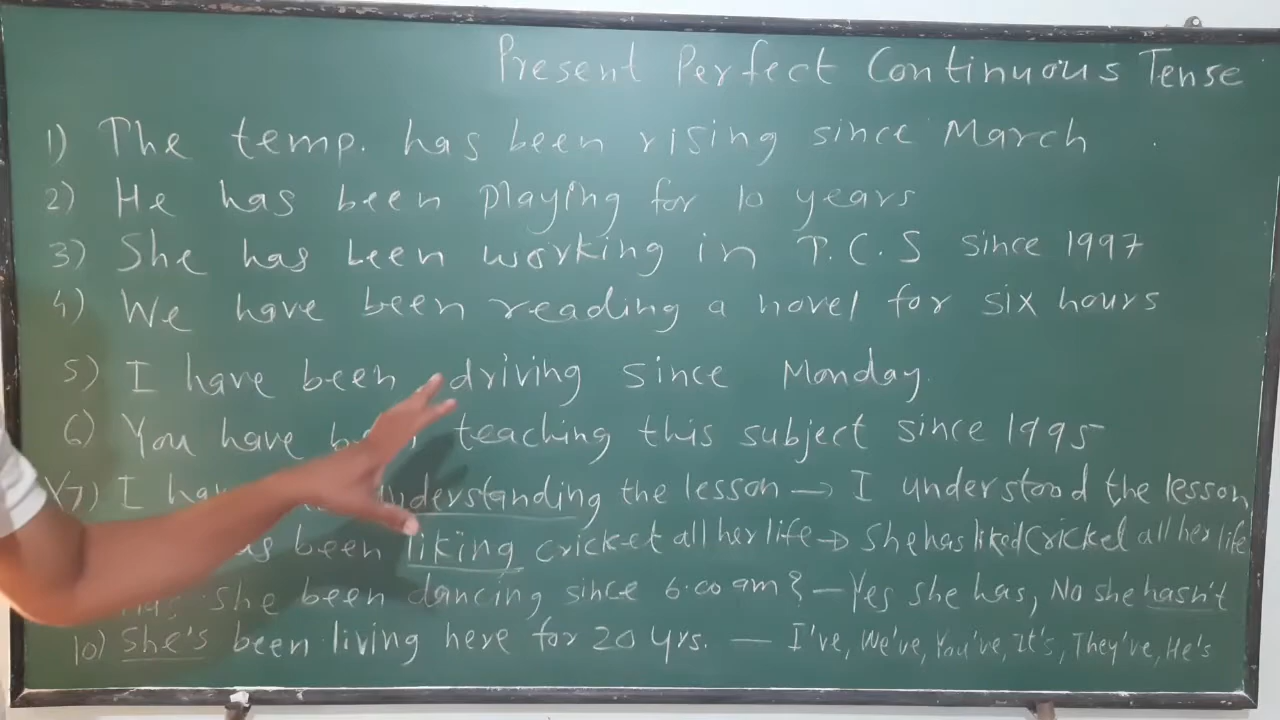 Present Perfect Continuous Tense
1) The temp. has been rising since March
2) He has been playing for 10 years
3) She has been working in T.C.S since 1997
4) We have been reading a novel for six hours
5) I have been driving since Monday.
6) You have teaching this subject since 1995
X7) I understanding the lesson → I understood the lesson
been liking cricket all her life → She has liked Cricket all her life
she been dancing since 6.00 am? – Yes she has, No she hasn't
10) She's been living here for 20 yrs. — I've, We've, You've, It's, They've, He's